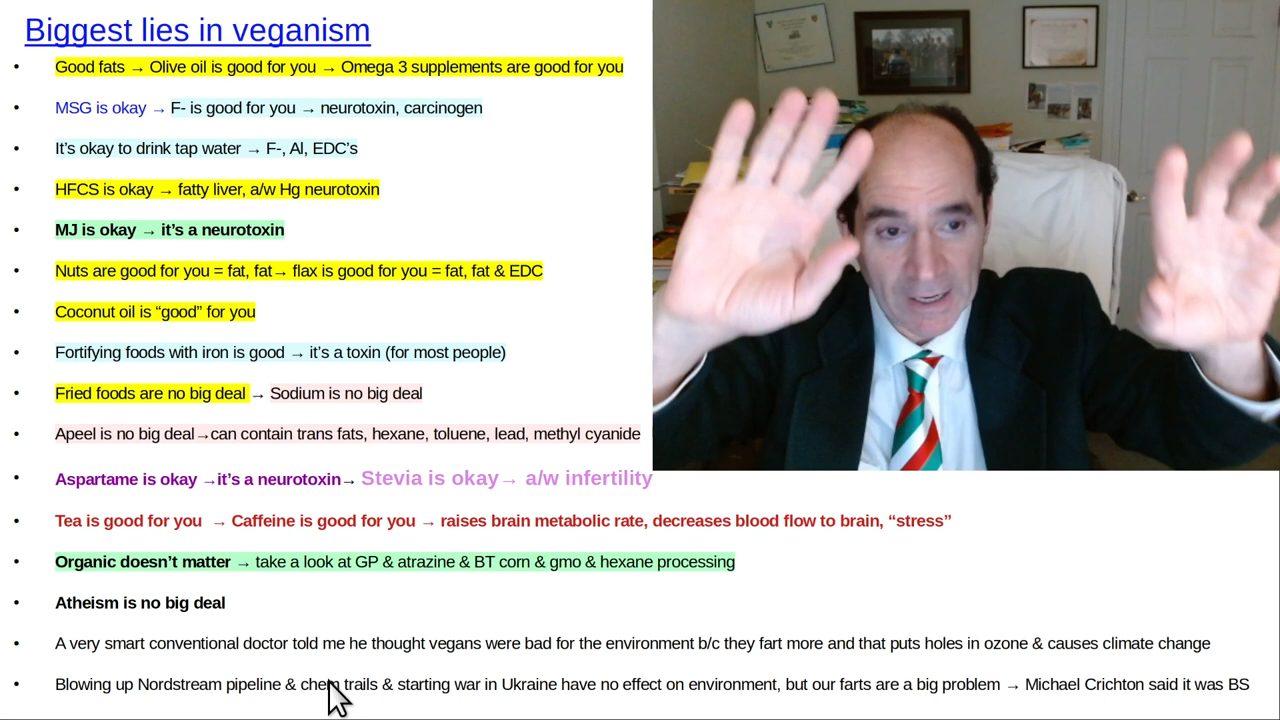 Biggest lies in veganism
• Good fats → Olive oil is good for you → Omega 3 supplements are good for you
• MSG is okay → F- is good for you → neurotoxin, carcinogen
• It's okay to drink tap water → F-, Al, EDC's
• HFCS is okay → fatty liver, a/w Hg neurotoxin
• MJ is okay → it's a neurotoxin
• Nuts are good for you = fat, fat→ flax is good for you = fat, fat & EDC
• Coconut oil is “good” for you
• Fortifying foods with iron is good → it's a toxin (for most people)
• Fried foods are no big deal → Sodium is no big deal
• Apeel is no big deal→can contain trans fats, hexane, toluene, lead, methyl cyanide
• Aspartame is okay →it's a neurotoxin→ Stevia is okay→ a/w infertility
• Tea is good for you → Caffeine is good for you → raises brain metabolic rate, decreases blood flow to brain, “stress”
• Organic doesn't matter → take a look at GP & atrazine & BT corn & gmo & hexane processing
• Atheism is no big deal
• A very smart conventional doctor told me he thought vegans were bad for the environment b/c they fart more and that puts holes in ozone & causes climate change
• Blowing up Nordstream pipeline & chem trails & starting war in Ukraine have no effect on environment, but our farts are a big problem → Michael Crichton said it was BS